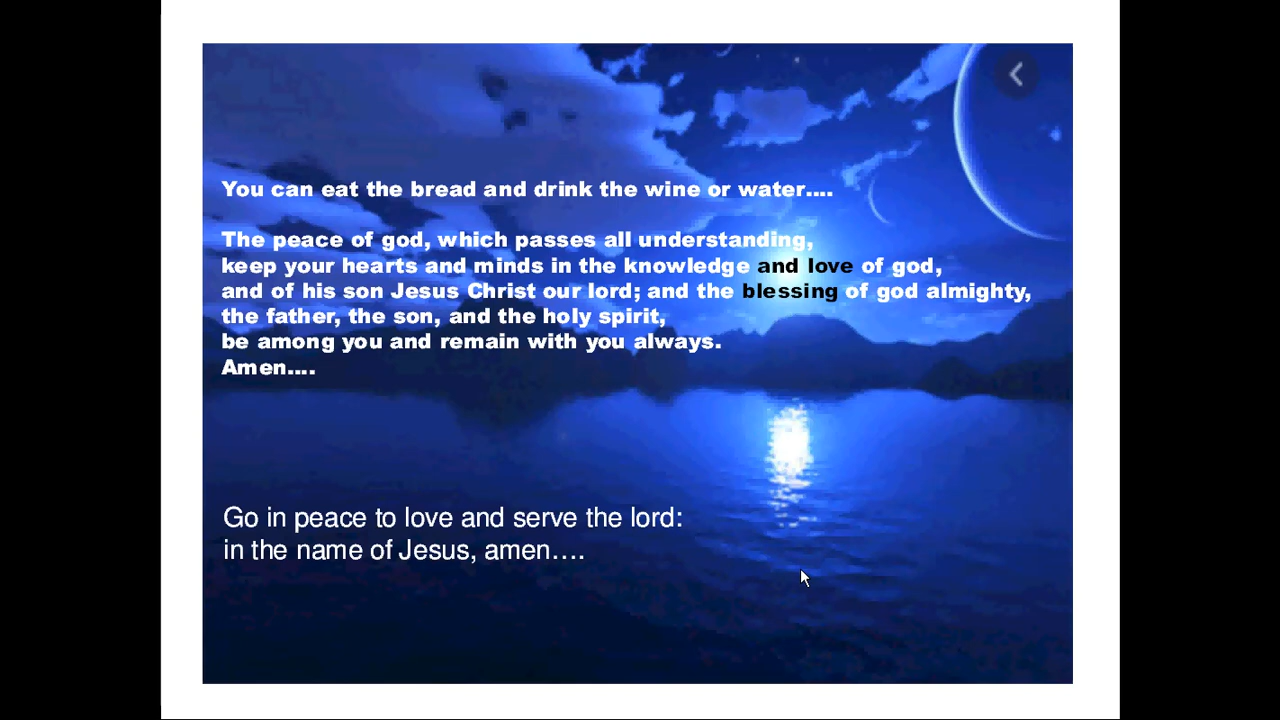 You can eat the bread and drink the wine or water....
The peace of god, which passes all understanding,
keep your hearts and minds in the knowledge and love of god,
and of his son Jesus Christ our lord; and the blessing of god almighty,
the father, the son, and the holy spirit,
be among you and remain with you always.
Amen....
Go in peace to love and serve the lord:
in the name of Jesus, amen....